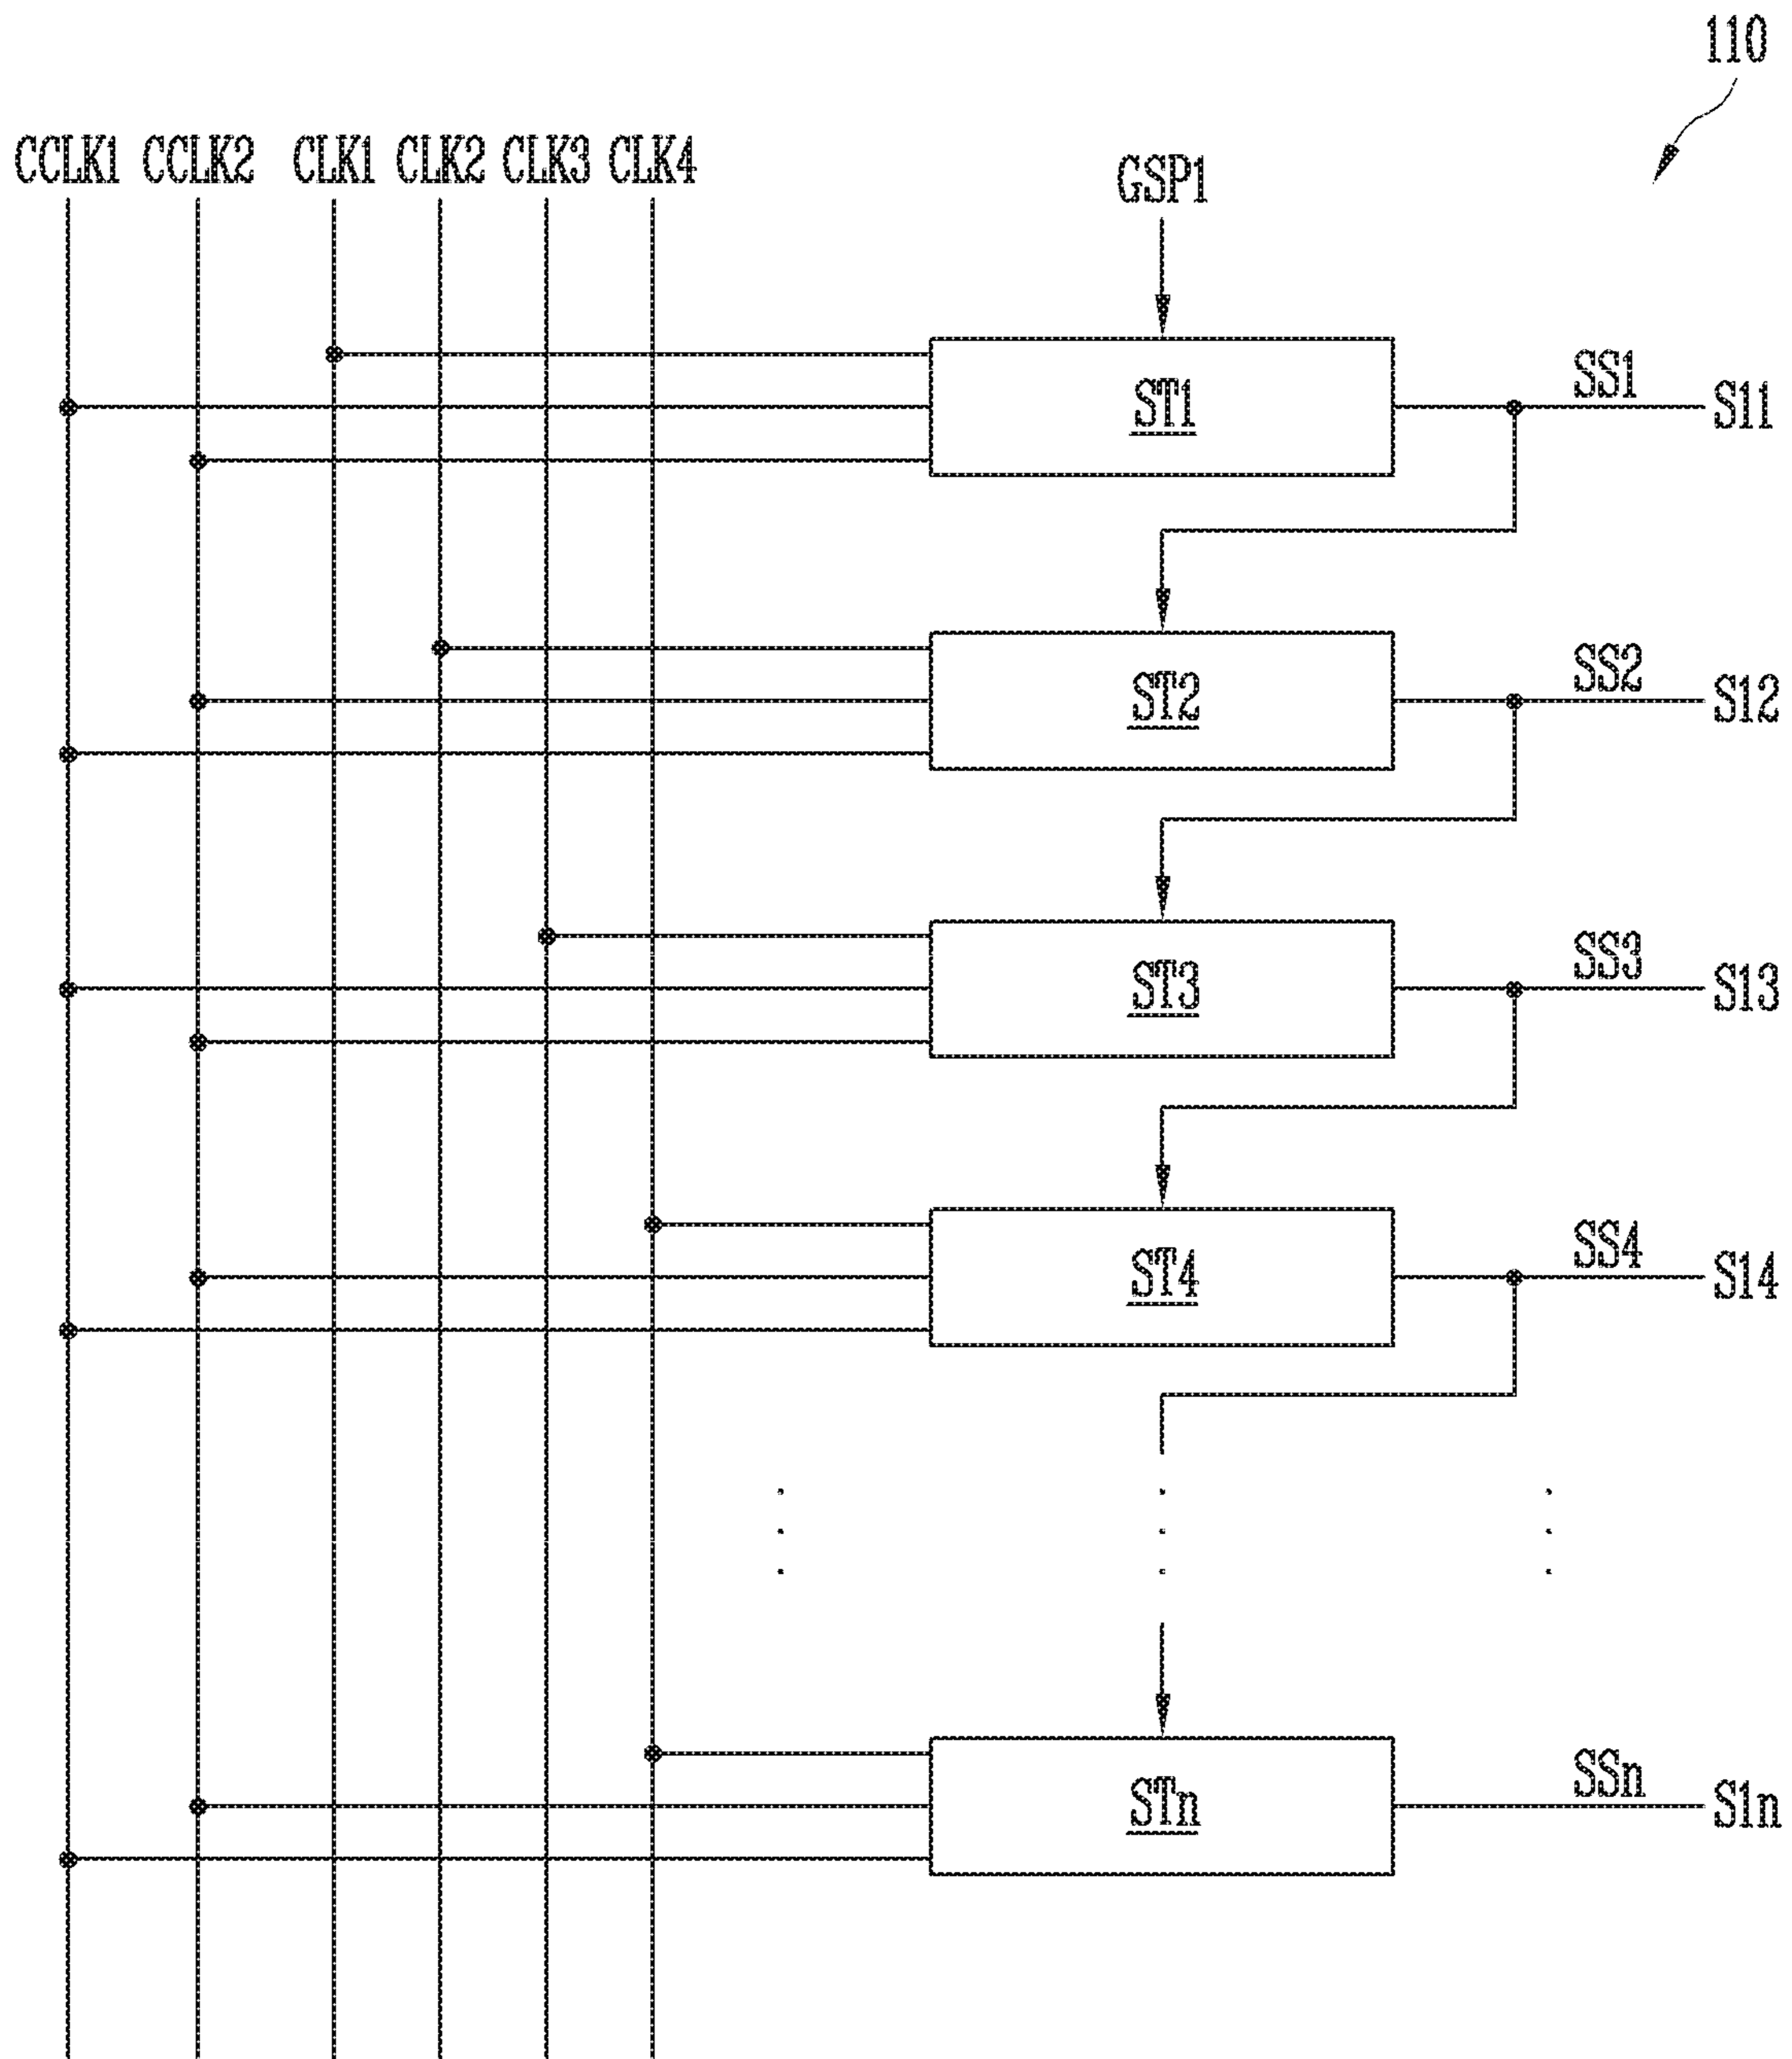 110
CCLK1 CCLK2 CLK1 CLK2 CLK3 CLK4
GSP1
ST1
SS1
S11
ST2
SS2
S12
ST3
SS3
S13
ST4
SS4
S14
STn
SSn
S1n